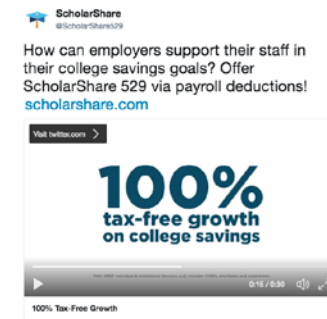 ScholarShare
@ScholarShare529
How can employers support their staff in
their college savings goals? Offer
ScholarShare 529 via payroll deductions!
scholarshare.com
Visit twitter.com
100%
tax-free growth
on college savings
0:15 / 0:30
100% Tax-Free Growth